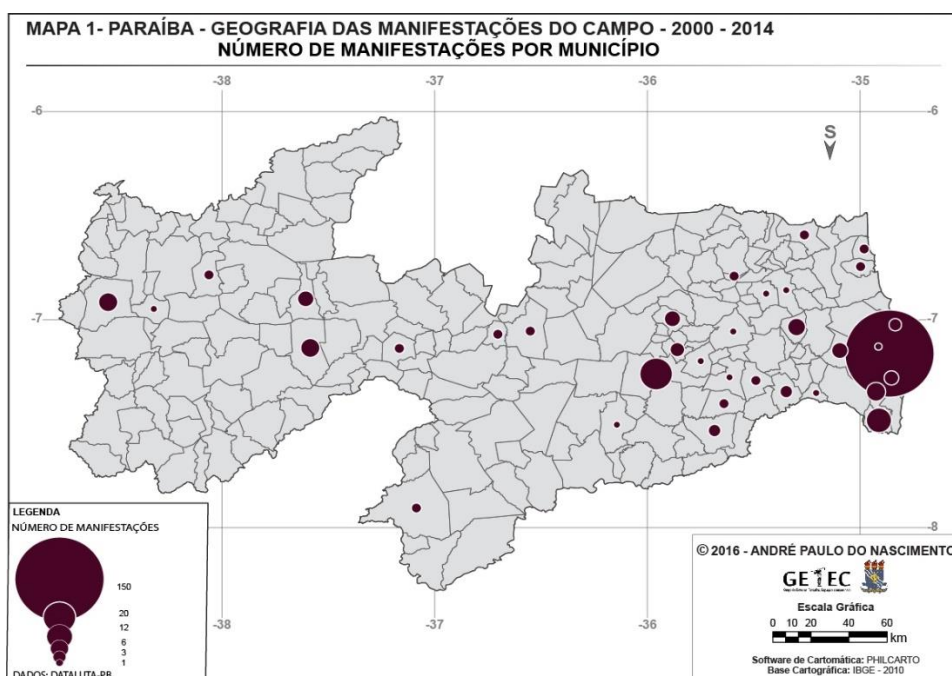 MAPA 1- PARAÍBA - GEOGRAFIA DAS MANIFESTAÇÕES DO CAMPO - 2000 - 2014
NÚMERO DE MANIFESTAÇÕES POR MUNICÍPIO
-38 -37 -36 -35
-6 -6
S
-7 -7
-8
-38 -37 -36
LEGENDA
NÚMERO DE MANIFESTAÇÕES
150
20
12
6
3
1
DADOS: DATALUTA-PB
© 2016 - ANDRÉ PAULO DO NASCIMENTO
GETEC
Escala Gráfica
0 10 20 40 60
km
Software de Cartomática: PHILCARTO
Base Cartográfica: IBGE - 2010